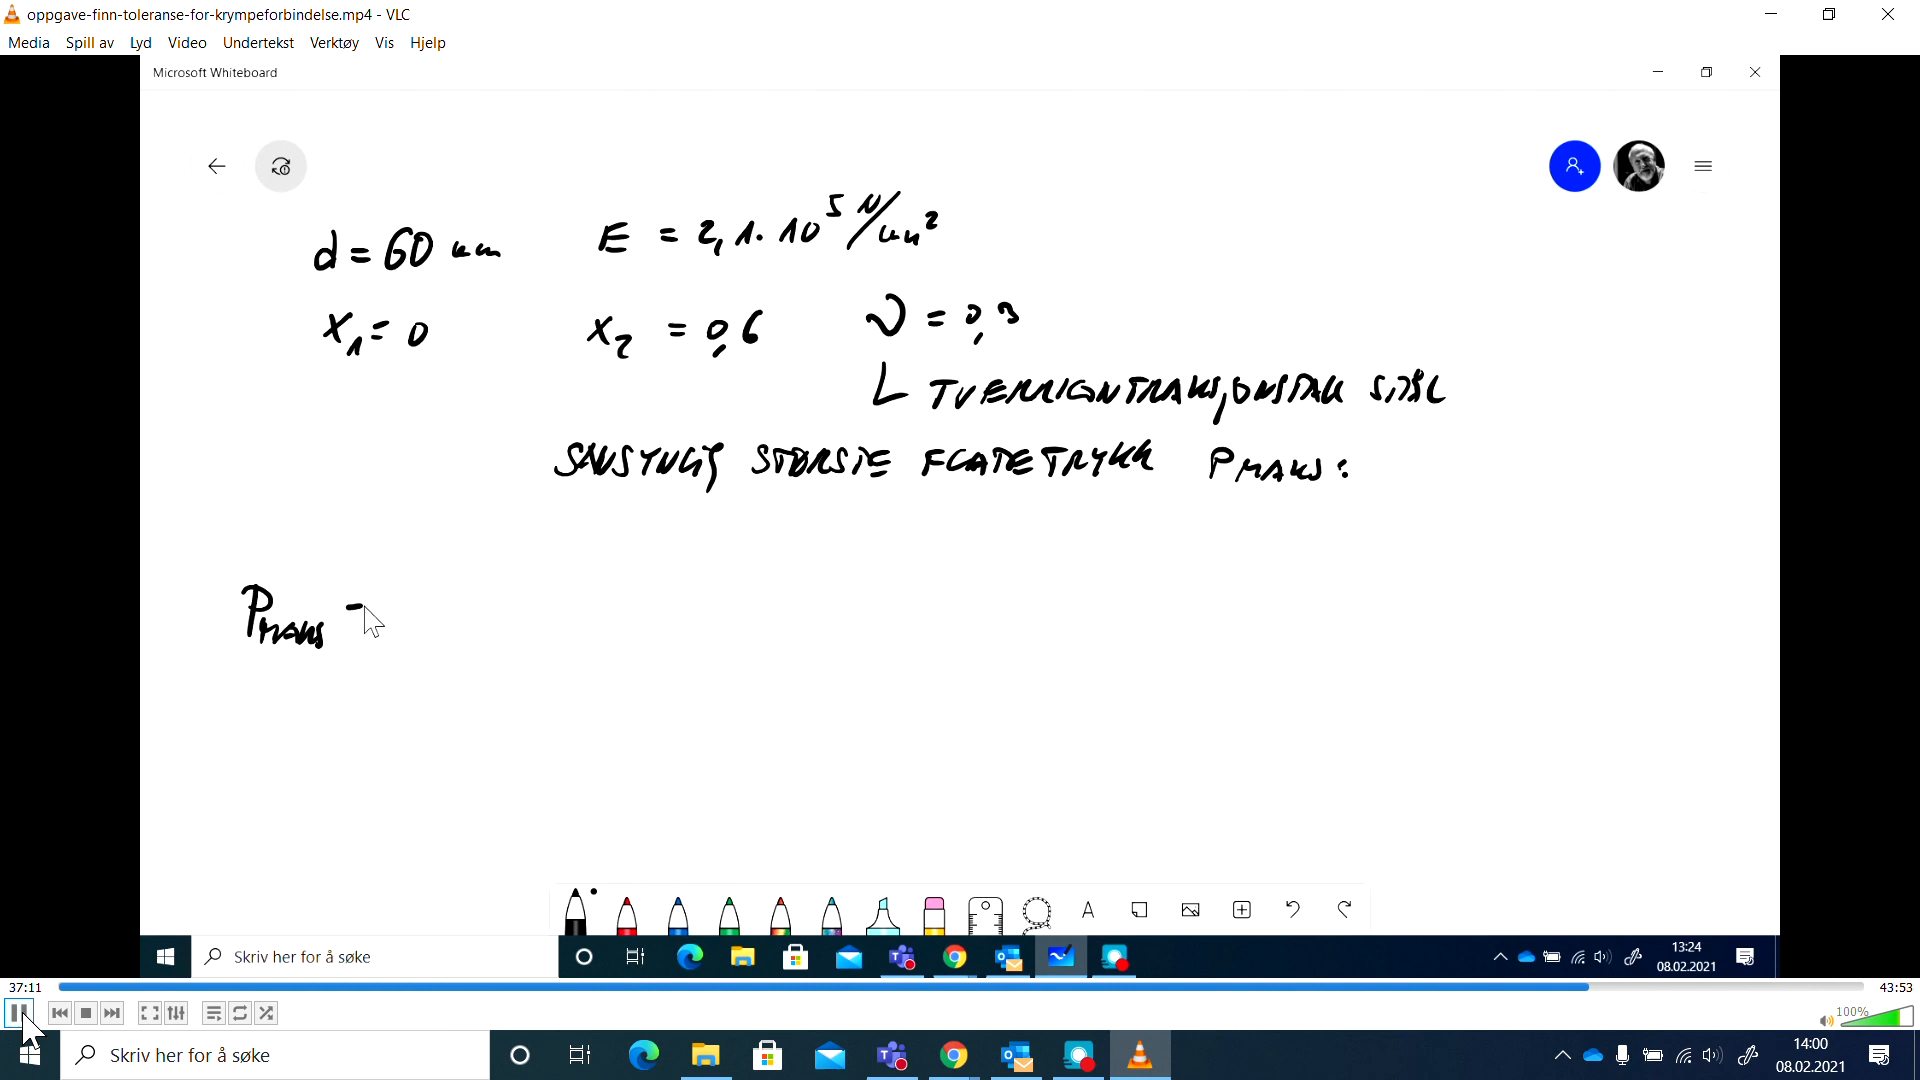 oppgave-finn-toleranse-for-krympeforbindelse.mp4 - VLC
Media Spill av Lyd Video Undertekst Verktøy Vis Hjelp
Microsoft Whiteboard
d = 60 mm E = 2,1 · 10⁵ N/mm²
x₁ = 0 x₂ = 0,6 ν = 0,3
TVERRKONTRAKSJONSTALL STÅL
SANSYNLIG STØRSTE FLATETRYKK PMAKS:
PMAKS -
A
Skriv her for å søke
13:24
08.02.2021
37:11 43:53
100%
Skriv her for å søke
14:00
08.02.2021